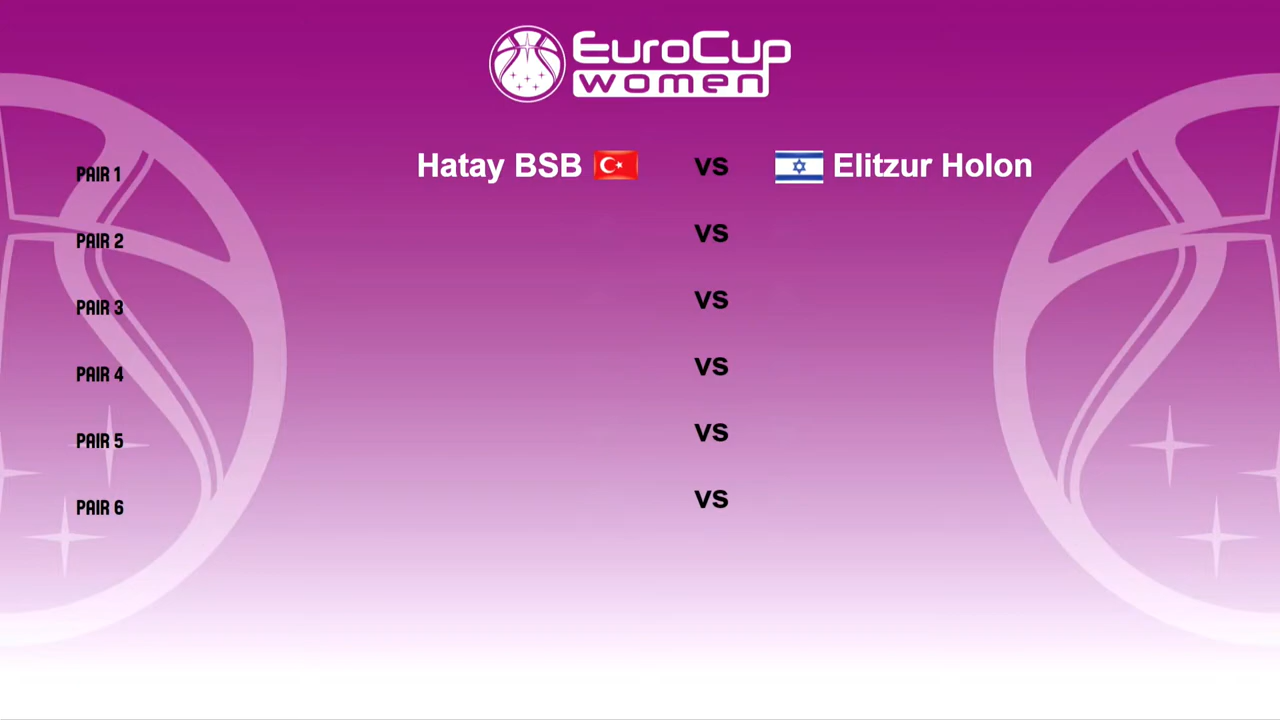 EuroCup
women
PAIR 1 Hatay BSB vs Elitzur Holon
PAIR 2 vs
PAIR 3 vs
PAIR 4 vs
PAIR 5 vs
PAIR 6 vs